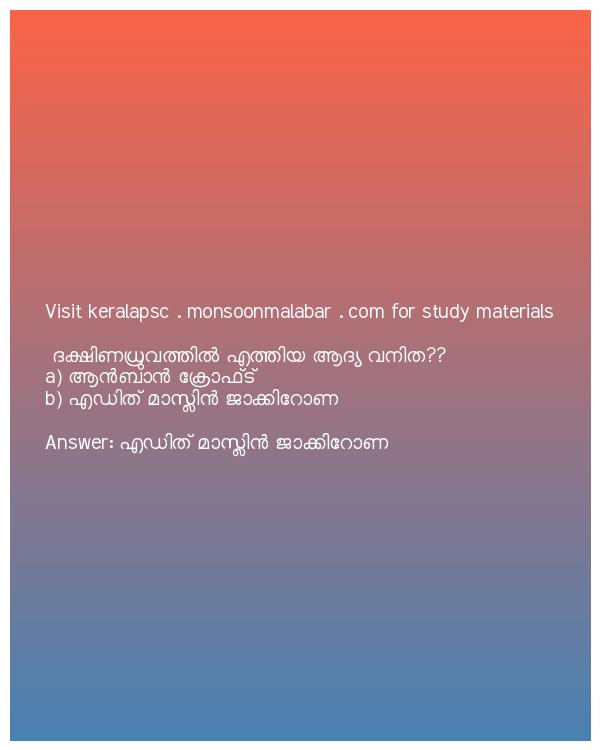 Visit keralapsc . monsoonmalabar . com for study materials
ദക്ഷിണധ്രുവത്തിൽ എത്തിയ ആദ്യ വനിത??
a) ആൻബാൻ ക്രോഫ്ട്
b) എഡിത് മാസ്ലിൻ ജാക്കിറോണ
Answer: എഡിത് മാസ്ലിൻ ജാക്കിറോണ